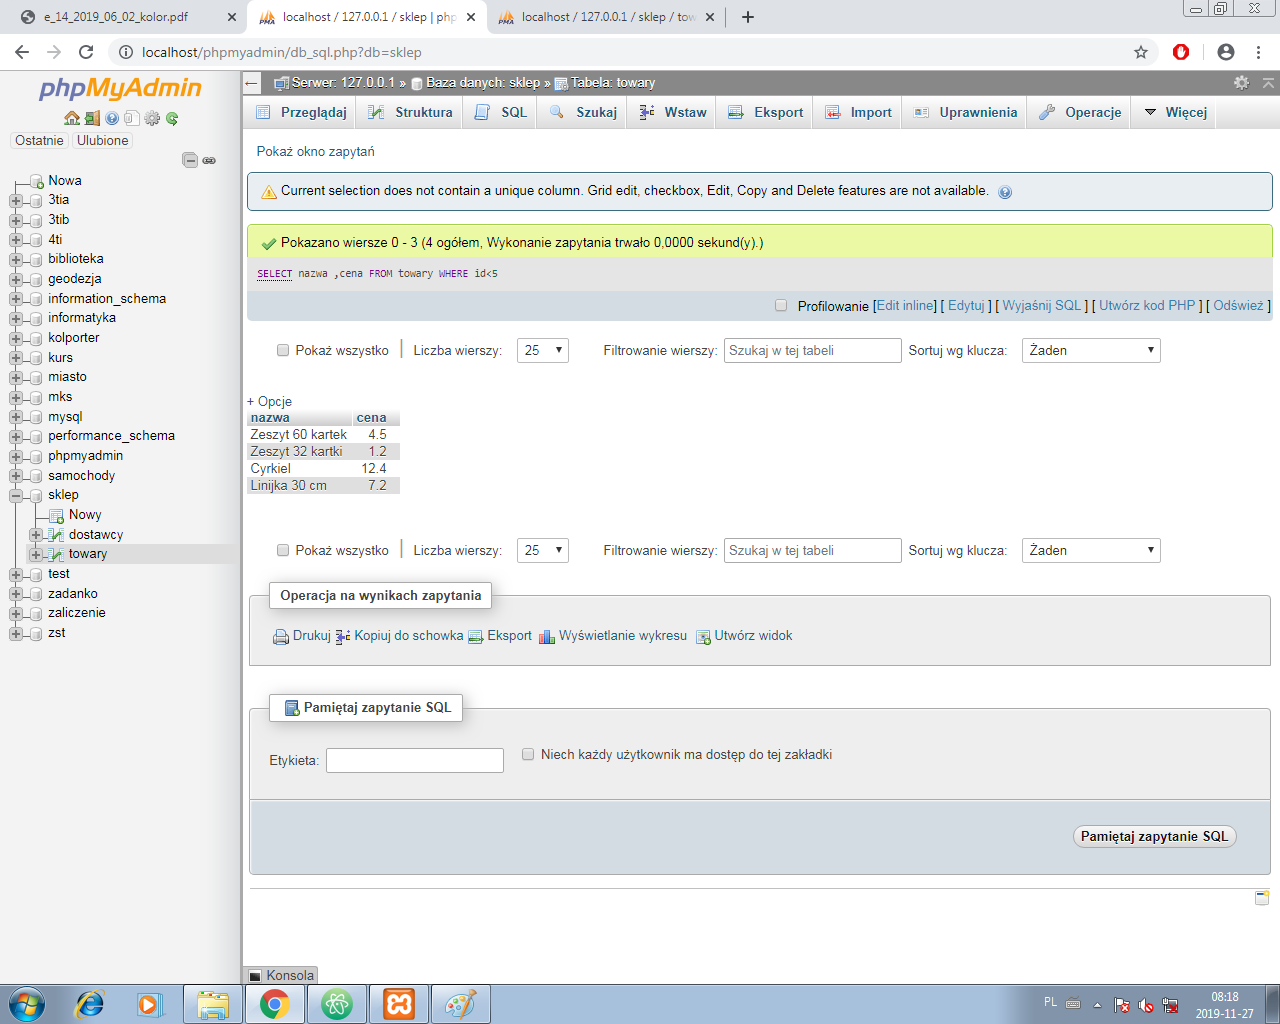 e_14_2019_06_02_kolor.pdf
localhost / 127.0.0.1 / sklep | php
localhost / 127.0.0.1 / sklep / tow
localhost/phpmyadmin/db_sql.php?db=sklep
phpMyAdmin
Ostatnie
Ulubione
Nowa
3tia
3tib
4ti
biblioteka
geodezja
information_schema
informatyka
kolporter
kurs
miasto
mks
mysql
performance_schema
phpmyadmin
samochody
sklep
Nowy
dostawcy
towary
test
zadanko
zaliczenie
zst
Serwer: 127.0.0.1 » Baza danych: sklep » Tabela: towary
Przeglądaj Struktura SQL Szukaj Wstaw Eksport Import Uprawnienia Operacje Więcej
Pokaż okno zapytań
Current selection does not contain a unique column. Grid edit, checkbox, Edit, Copy and Delete features are not available.
Pokazano wiersze 0 - 3 (4 ogółem, Wykonanie zapytania trwało 0,0000 sekund(y).)
SELECT nazwa ,cena FROM towary WHERE id<5
Profilowanie [Edit inline] [ Edytuj ] [ Wyjaśnij SQL ] [ Utwórz kod PHP ] [ Odśwież ]
Pokaż wszystko | Liczba wierszy: 25 Filtrowanie wierszy: Szukaj w tej tabeli Sortuj wg klucza: Żaden
+ Opcje
nazwa cena
Zeszyt 60 kartek 4.5
Zeszyt 32 kartki 1.2
Cyrkiel 12.4
Linijka 30 cm 7.2
Pokaż wszystko | Liczba wierszy: 25 Filtrowanie wierszy: Szukaj w tej tabeli Sortuj wg klucza: Żaden
Operacja na wynikach zapytania
Drukuj Kopiuj do schowka Eksport Wyświetlanie wykresu Utwórz widok
Pamiętaj zapytanie SQL
Etykieta: Niech każdy użytkownik ma dostęp do tej zakładki
Pamiętaj zapytanie SQL
Konsola
PL
08:18
2019-11-27